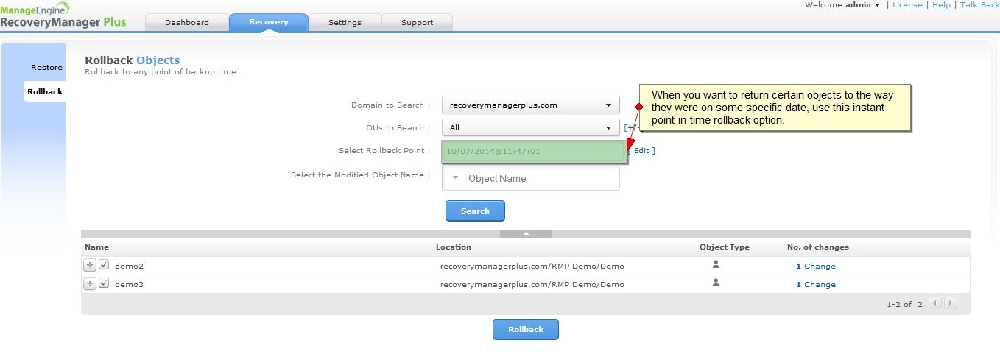 ManageEngine
RecoveryManager Plus
Welcome admin | License | Help | Talk Back
Dashboard Recovery Settings Support
Restore
Rollback
Rollback Objects
Rollback to any point of backup time
Domain to Search : recoverymanagerplus.com
When you want to return certain objects to the way
they were on some specific date, use this instant
point-in-time rollback option.
OUs to Search : All [+/-]
Select Rollback Point : 10/07/2014@11:47:01 [ Edit ]
Select the Modified Object Name : Object Name
Search
Name Location Object Type No. of changes
demo2 recoverymanagerplus.com/RMP Demo/Demo 1 Change
demo3 recoverymanagerplus.com/RMP Demo/Demo 1 Change
1-2 of 2
Rollback